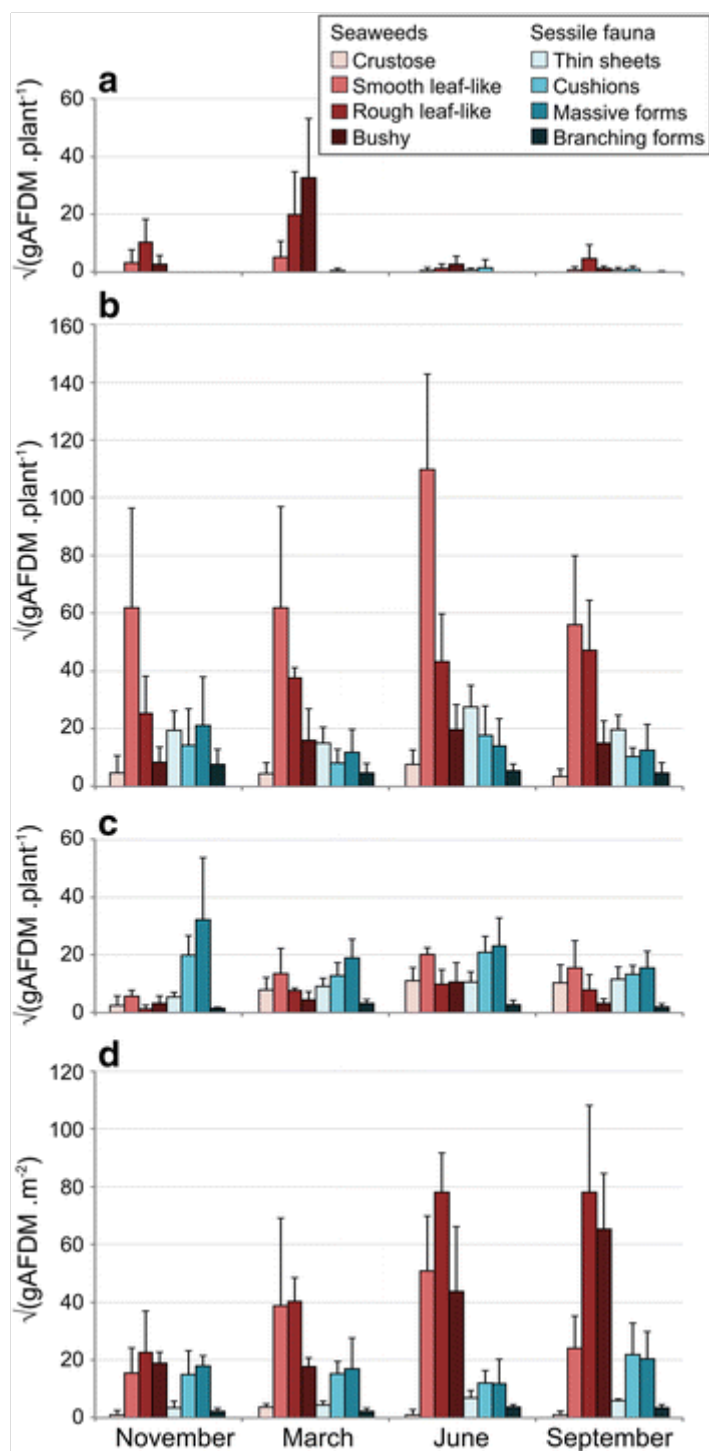 Seaweeds Sessile fauna
Crustose Thin sheets
Smooth leaf-like Cushions
Rough leaf-like Massive forms
Bushy Branching forms
a
60
40
20
0
√(gAFDM .plant⁻¹)
b
160
140
120
100
80
60
40
20
0
√(gAFDM .plant⁻¹)
c
60
40
20
0
√(gAFDM .plant⁻¹)
d
120
100
80
60
40
20
0
√(gAFDM .m⁻²)
November March June September